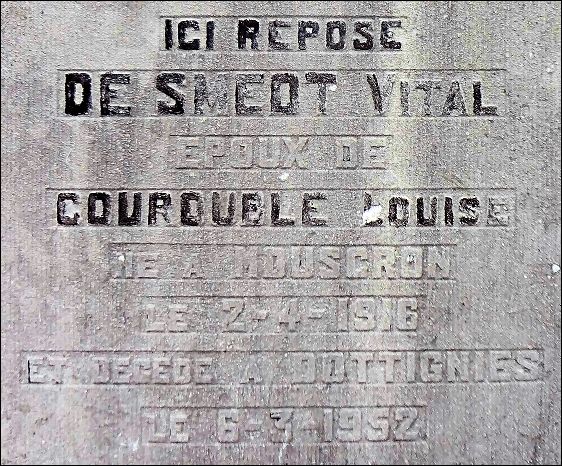 ICI REPOSE
DE SMEDT VITAL
EPOUX DE
COUROUBLE LOUISE
NE A MOUSCRON
LE 2-4-1916
ET DECEDE A DOTTIGNIES
LE 6-3-1952